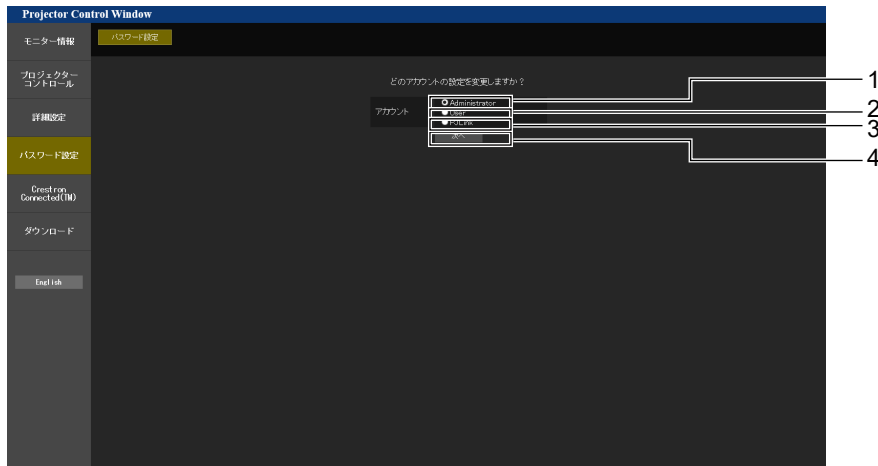 Projector Control Window
モニター情報
パスワード設定
プロジェクター
コントロール
どのアカウントの設定を変更しますか?
1
アカウント
Administrator
User
2
PJLink
3
次へ
4
詳細設定
パスワード設定
Crestron
Connected(TM)
ダウンロード
English